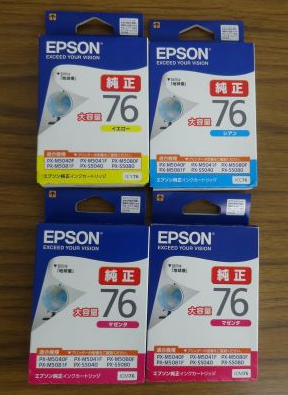 EPSON
EXCEED YOUR VISION
純正
76
大容量
イエロー
PX-M5040F PX-M5041F PX-M5080F
PX-M5081F PX-S5040 PX-S5080
エプソン純正インクカートリッジ
EPSON
EXCEED YOUR VISION
純正
76
大容量
シアン
PX-M5040F PX-M5041F PX-M5080F
PX-M5081F PX-S5040 PX-S5080
エプソン純正インクカートリッジ ICC76
EPSON
EXCEED YOUR VISION
純正
76
大容量
マゼンタ
PX-M5040F PX-M5041F PX-M5080F
PX-M5081F PX-S5040 PX-S5080
エプソン純正インクカートリッジ ICM76
EPSON
EXCEED YOUR VISION
純正
76
大容量
マゼンタ
PX-M5040F PX-M5041F PX-M5080F
PX-M5081F PX-S5040 PX-S5080
エプソン純正インクカートリッジ ICM76